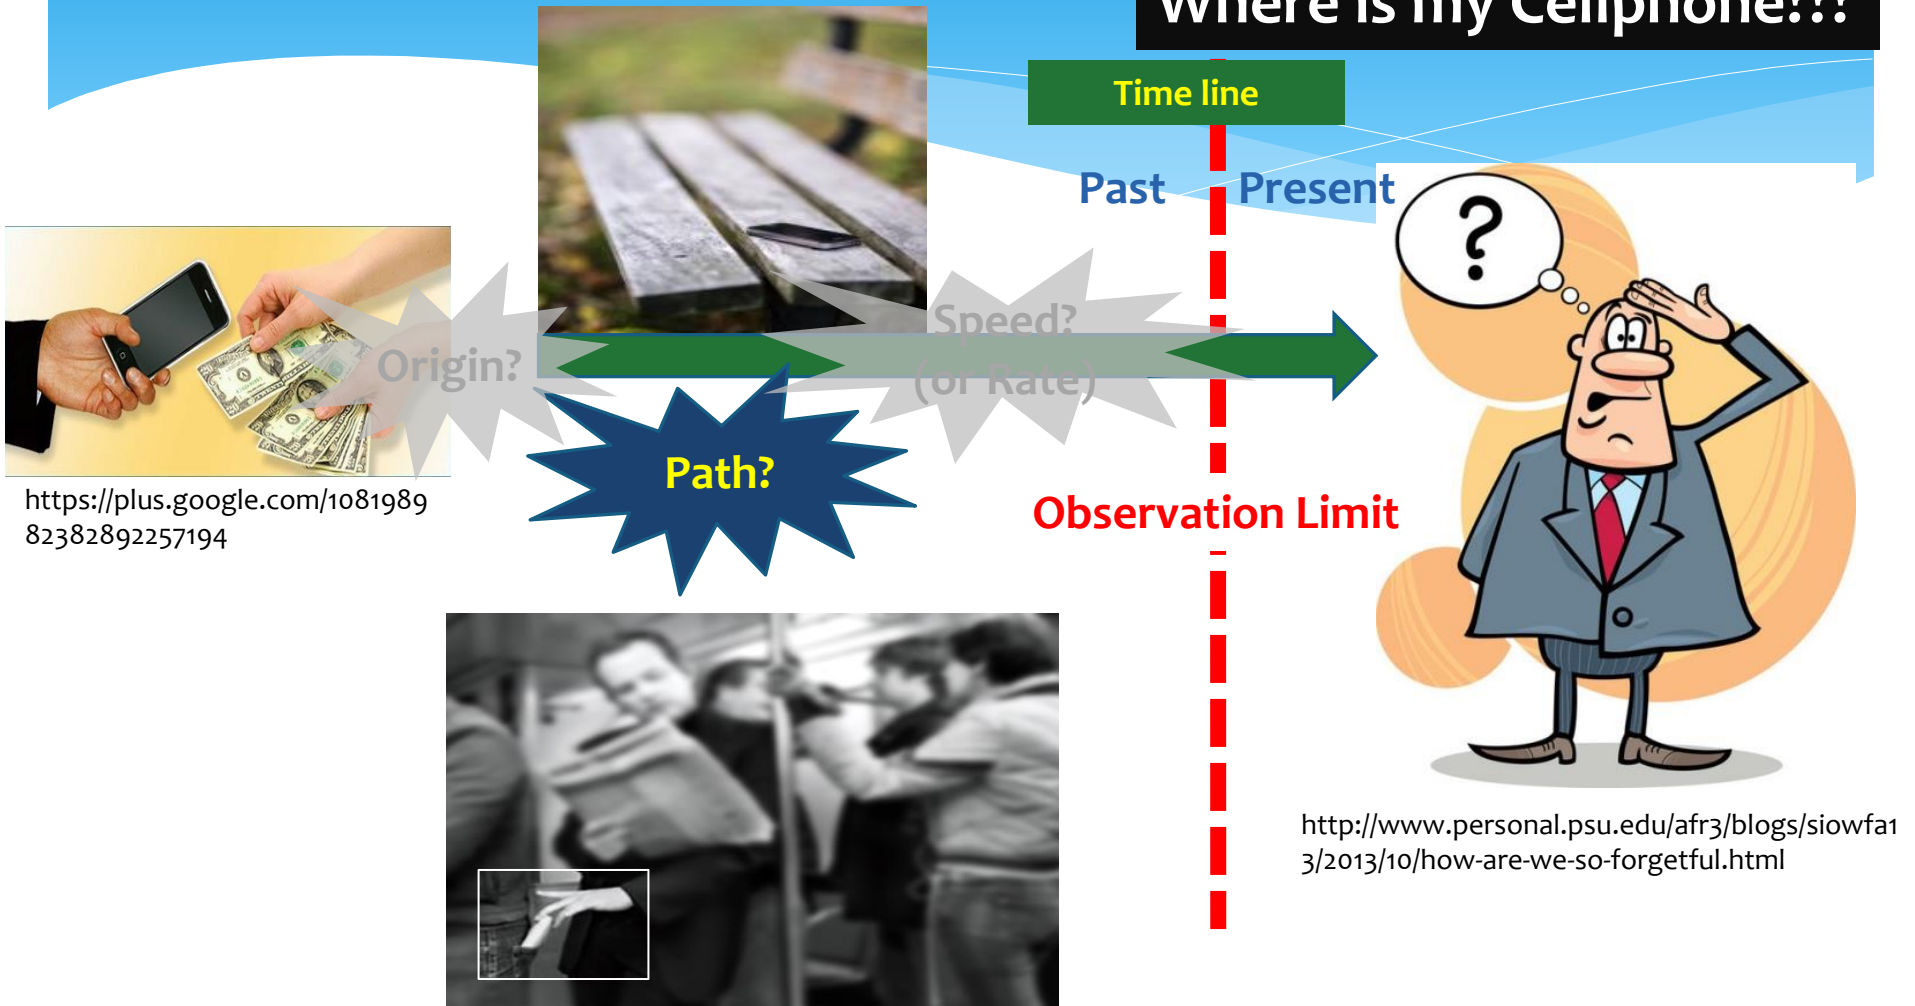 Where is my Cellphone???
Time line
Past
Present
?
Origin?
Speed?
(or Rate)
Path?
https://plus.google.com/1081989
82382892257194
Observation Limit
http://www.personal.psu.edu/afr3/blogs/siowfa1
3/2013/10/how-are-we-so-forgetful.html